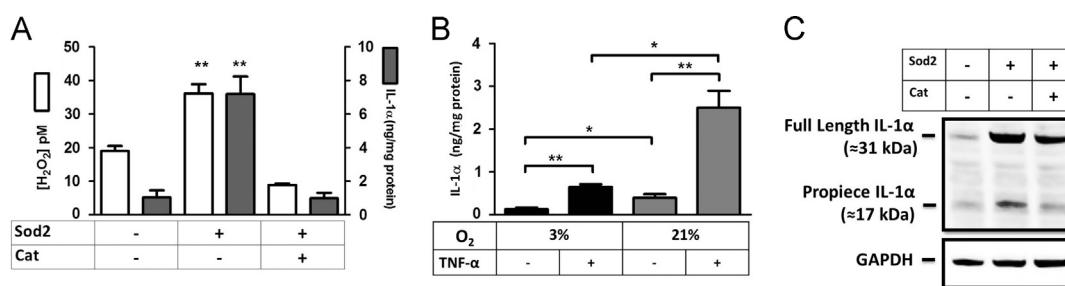 A
[H₂O₂] pM
50
40
30
20
10
0
** **
10
8
6
4
2
0
IL-1α(ng/mg protein)
Sod2 - + +
Cat - - +
B
IL-1α (ng/mg protein)
4
3
2
1
0
*
**
*
**
O₂ 3% 21%
TNF-α - + - +
C
Sod2 - + +
Cat - - +
Full Length IL-1α
(≈31 kDa)
Propiece IL-1α
(≈17 kDa)
GAPDH